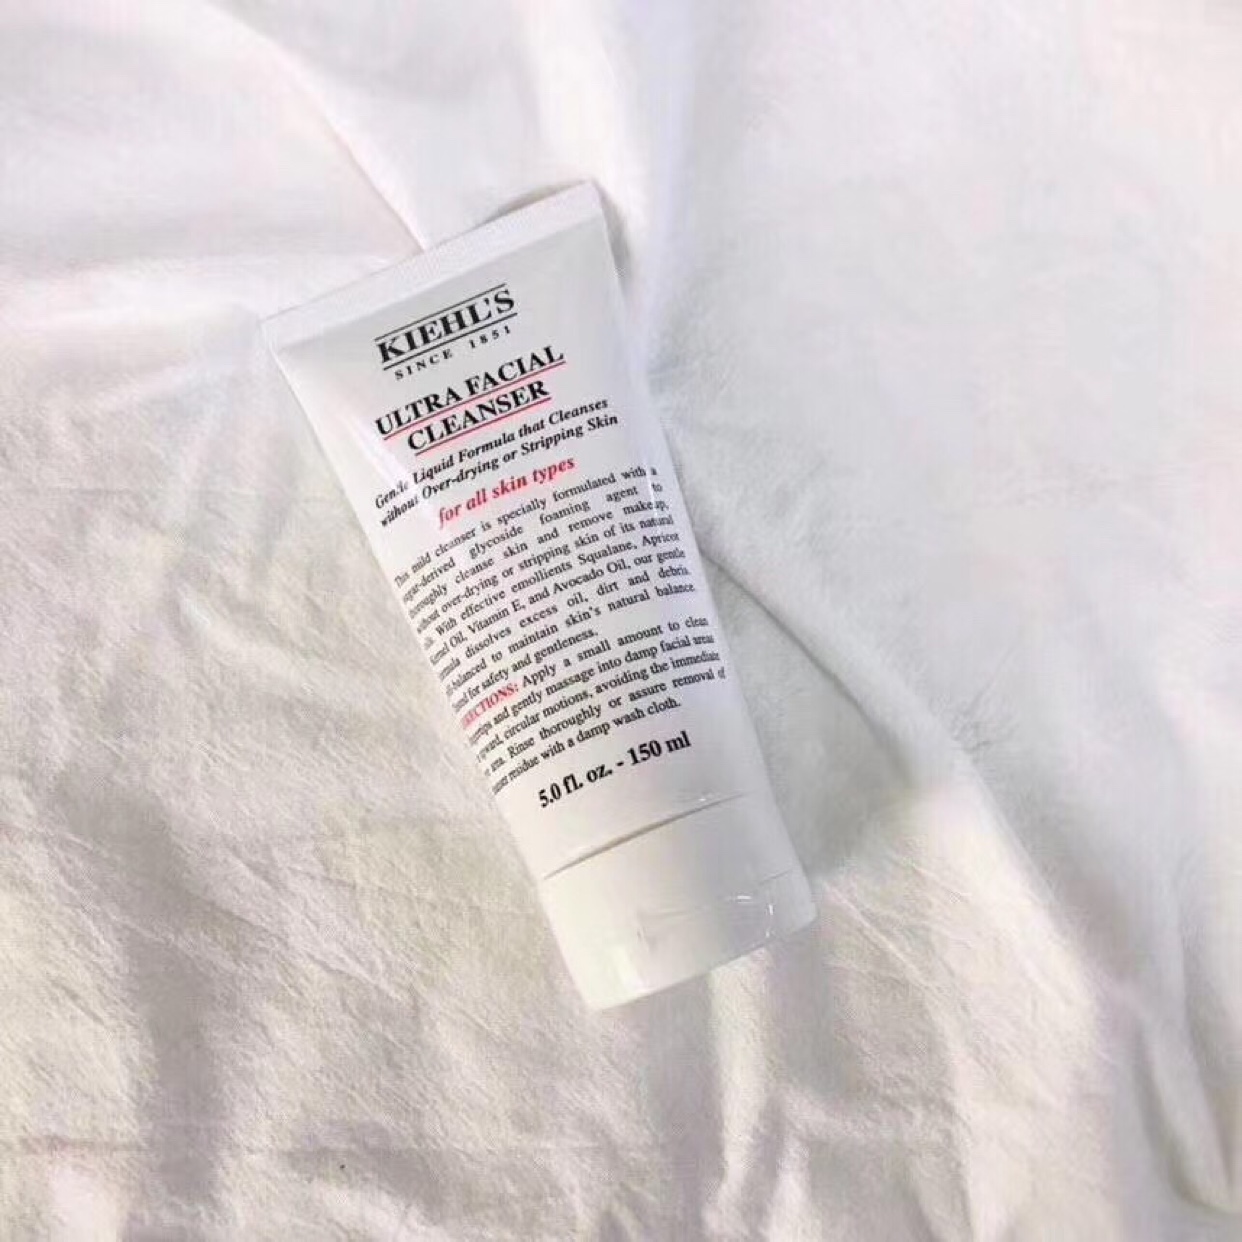 KIEHL'S
SINCE 1851
ULTRA FACIAL
CLEANSER
Gentle Liquid Formula that Cleanses
without Over-drying or Stripping Skin
for all skin types
This mild cleanser is specially formulated with a
sugar-derived glycoside foaming agent to
thoroughly cleanse skin and remove makeup,
without over-drying or stripping skin of its natural
With effective emollients Squalane, Apricot
Oil, Vitamin E, and Avocado Oil, our gentle
dissolves excess oil, dirt and debris.
balanced to maintain skin's natural balance.
for safety and gentleness.
DIRECTIONS: Apply a small amount to clean
and gently massage into damp facial areas
circular motions, avoiding the immediate
area. Rinse thoroughly or assure removal of
residue with a damp wash cloth.
5.0 fl. oz. - 150 ml